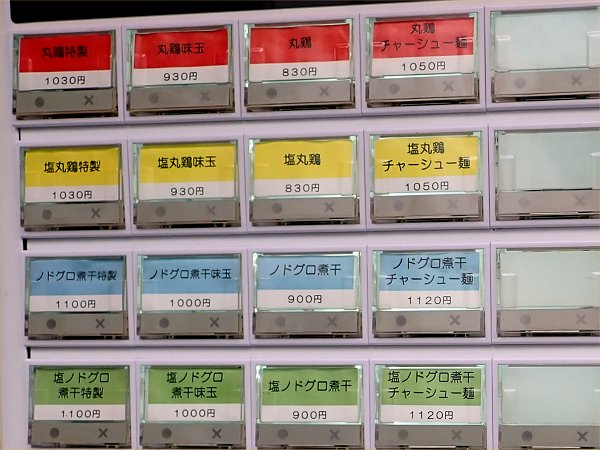 丸鶏特製
1030円
丸鶏味玉
930円
丸鶏
830円
丸鶏
チャーシュー麺
1050円
塩丸鶏特製
1030円
塩丸鶏味玉
930円
塩丸鶏
830円
塩丸鶏
チャーシュー麺
1050円
ノドグロ煮干特製
1100円
ノドグロ煮干味玉
1000円
ノドグロ煮干
900円
ノドグロ煮干
チャーシュー麺
1120円
塩ノドグロ
煮干特製
1100円
塩ノドグロ
煮干味玉
1000円
塩ノドグロ煮干
900円
塩ノドグロ煮干
チャーシュー麺
1120円